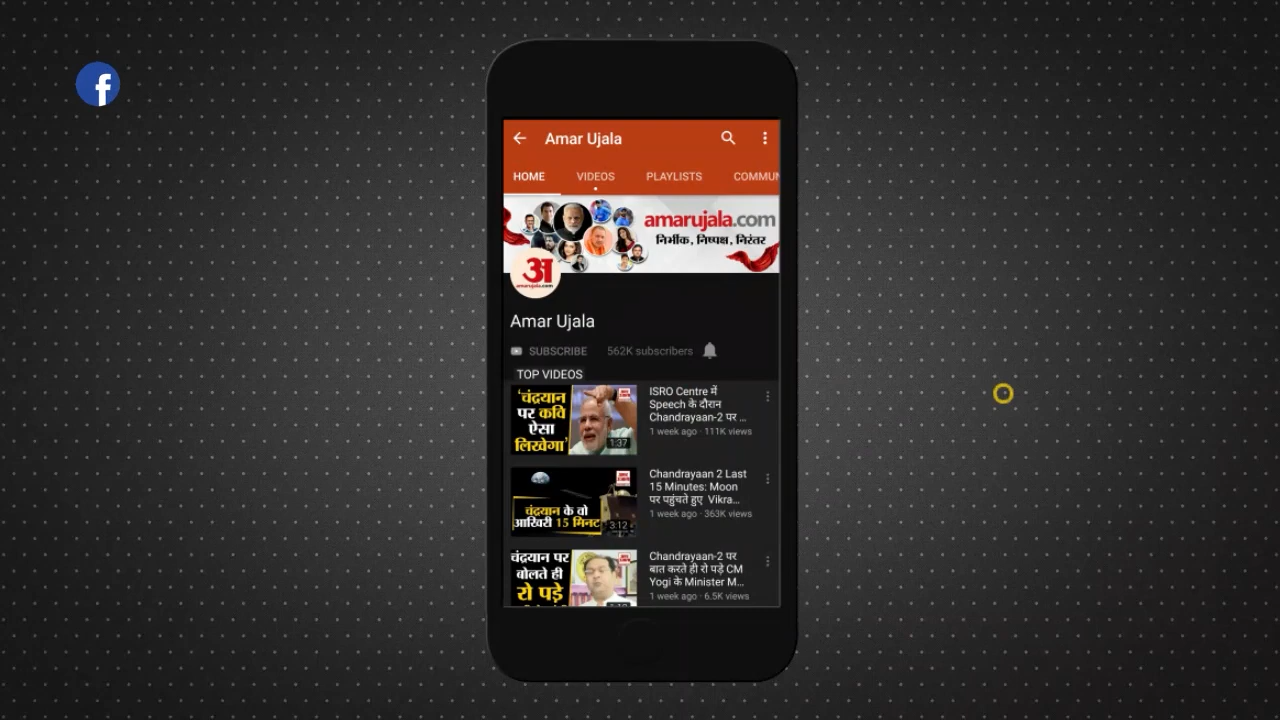 Amar Ujala
HOME VIDEOS PLAYLISTS COMMUN
amarujala.com
निर्भीक, निष्पक्ष, निरंतर
अ
amarujala.com
Amar Ujala
SUBSCRIBE 562K subscribers
TOP VIDEOS
'चंद्रयान
पर कवि
ऐसा
लिखेगा'
1:37
ISRO Centre में
Speech के दौरान
Chandrayaan-2 पर ...
1 week ago · 111K views
चंद्रयान के वो
आखिरी 15 मिनट
3:12
Chandrayaan 2 Last
15 Minutes: Moon
पर पहुंचते हुए Vikra...
1 week ago · 363K views
चंद्रयान पर
बोलते ही
रो पड़े
Chandrayaan-2 पर
बात करते ही रो पड़े CM
Yogi के Minister M...
1 week ago · 6.5K views